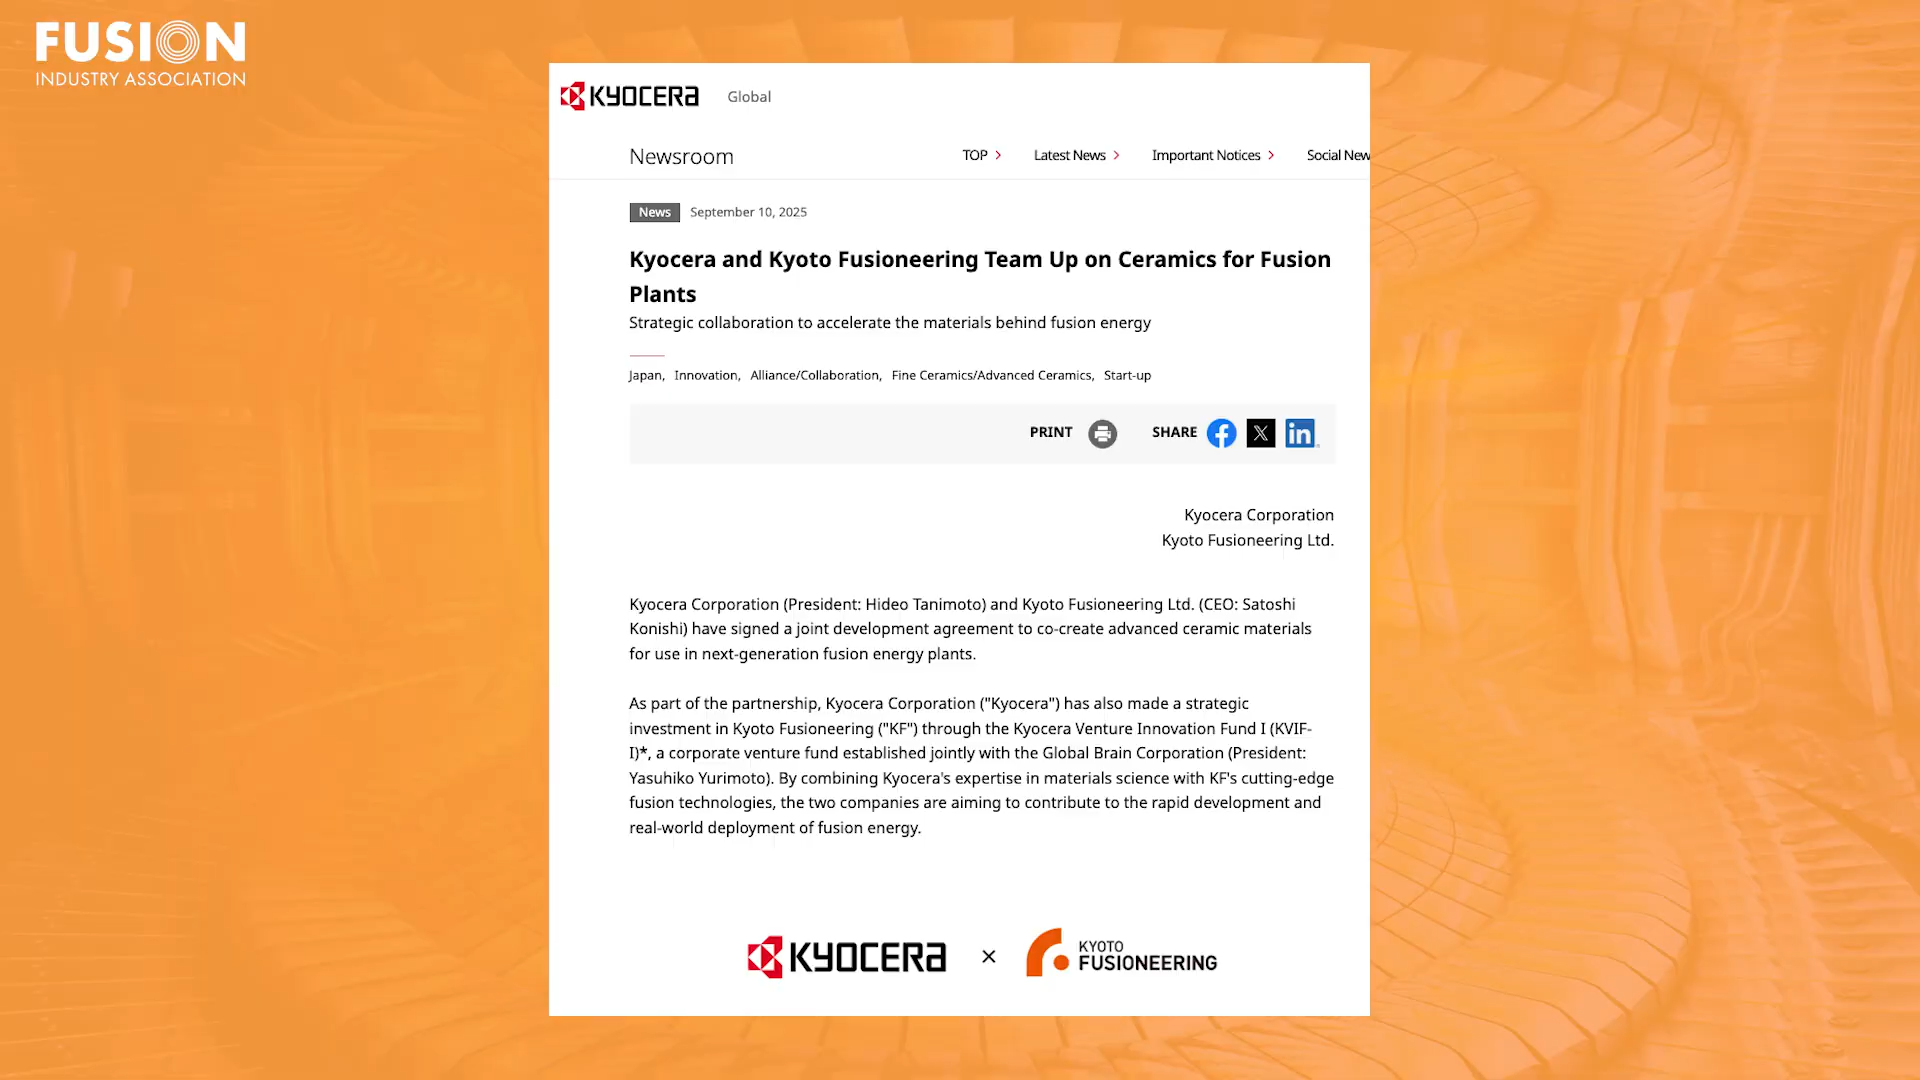 FUSION
INDUSTRY ASSOCIATION
KYOCERA Global
Newsroom TOP Latest News Important Notices Social New
News September 10, 2025
Kyocera and Kyoto Fusioneering Team Up on Ceramics for Fusion
Plants
Strategic collaboration to accelerate the materials behind fusion energy
Japan, Innovation, Alliance/Collaboration, Fine Ceramics/Advanced Ceramics, Start-up
PRINT SHARE
Kyocera Corporation
Kyoto Fusioneering Ltd.
Kyocera Corporation (President: Hideo Tanimoto) and Kyoto Fusioneering Ltd. (CEO: Satoshi
Konishi) have signed a joint development agreement to co-create advanced ceramic materials
for use in next-generation fusion energy plants.
As part of the partnership, Kyocera Corporation ("Kyocera") has also made a strategic
investment in Kyoto Fusioneering ("KF") through the Kyocera Venture Innovation Fund I (KVIF-
I)*, a corporate venture fund established jointly with the Global Brain Corporation (President:
Yasuhiko Yurimoto). By combining Kyocera's expertise in materials science with KF's cutting-edge
fusion technologies, the two companies are aiming to contribute to the rapid development and
real-world deployment of fusion energy.
KYOCERA × KYOTO
FUSIONEERING